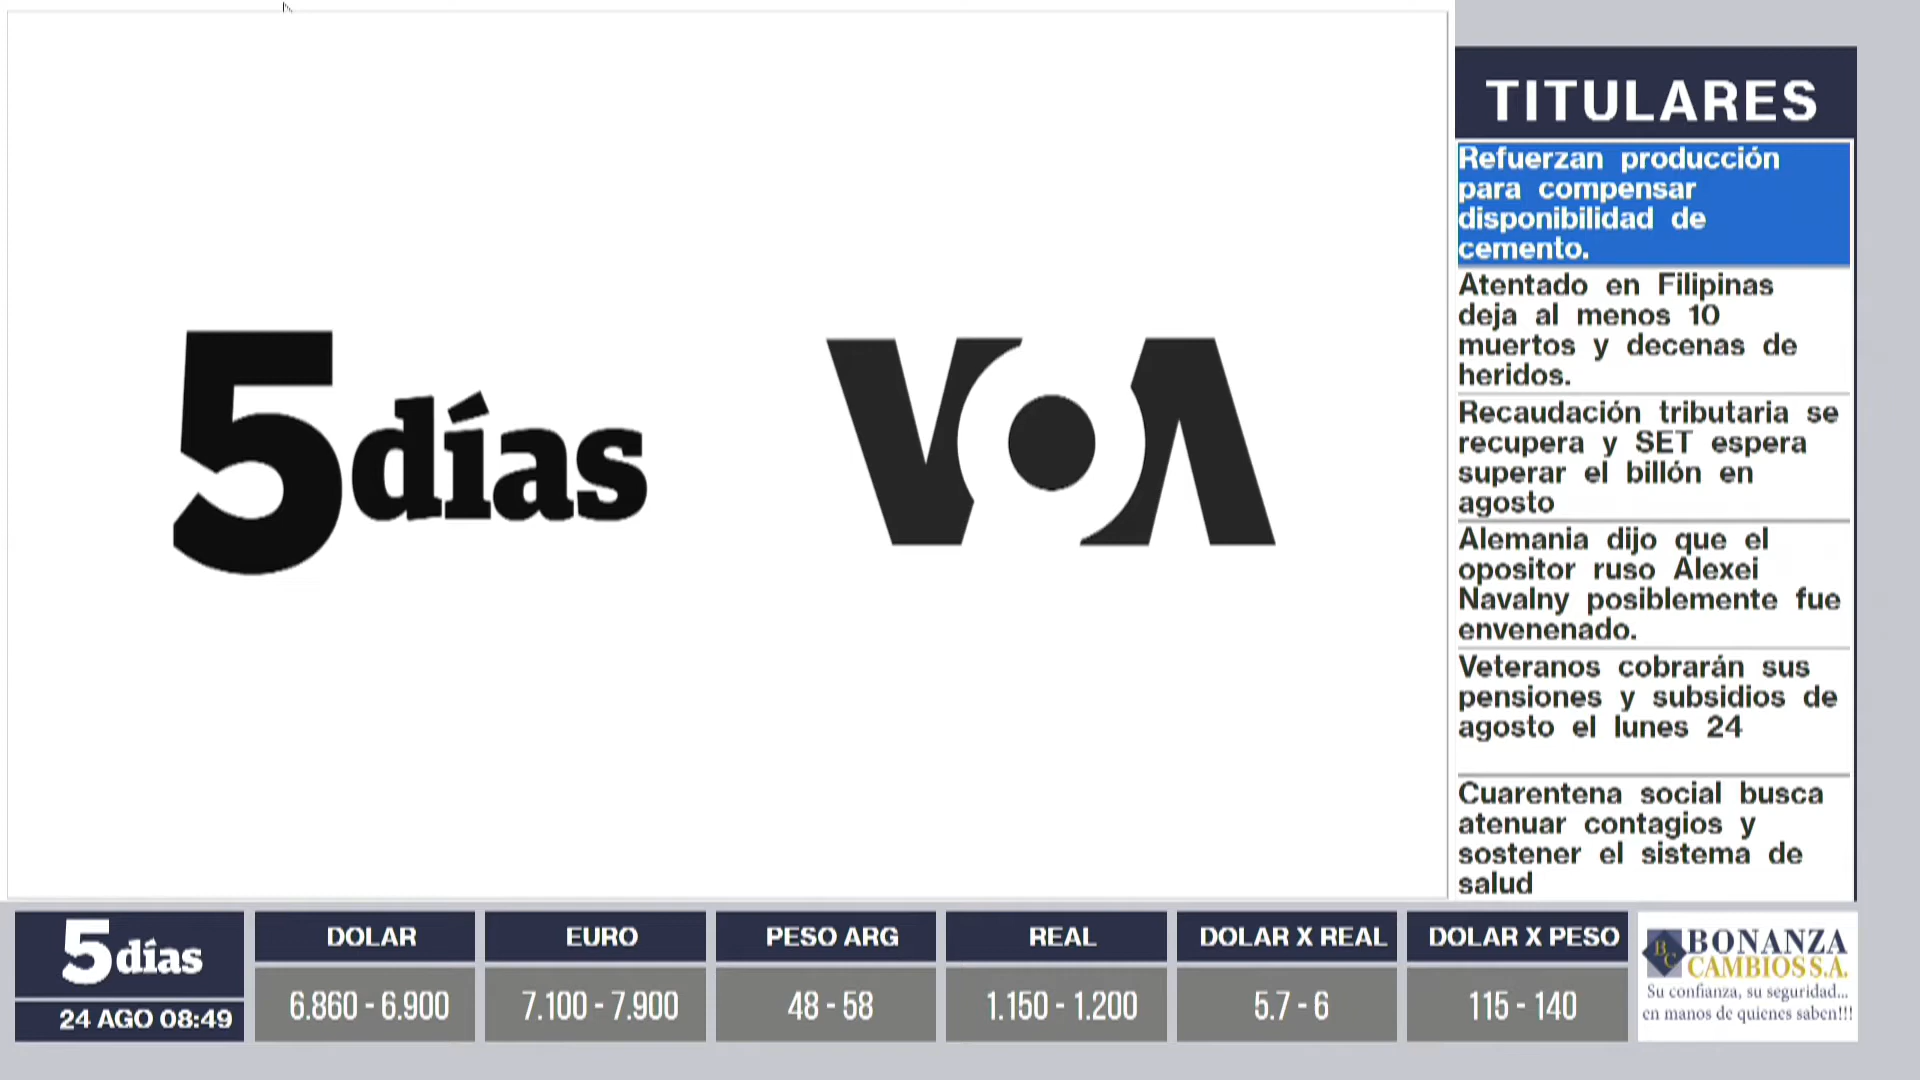 5días
VOA
TITULARES
Refuerzan producción
para compensar
disponibilidad de
cemento.
Atentado en Filipinas
deja al menos 10
muertos y decenas de
heridos.
Recaudación tributaria se
recupera y SET espera
superar el billón en
agosto
Alemania dijo que el
opositor ruso Alexei
Navalny posiblemente fue
envenenado.
Veteranos cobrarán sus
pensiones y subsidios de
agosto el lunes 24
Cuarentena social busca
atenuar contagios y
sostener el sistema de
salud
5días
24 AGO 08:49
DOLAR
6.860 - 6.900
EURO
7.100 - 7.900
PESO ARG
48 - 58
REAL
1.150 - 1.200
DOLAR X REAL
5.7 - 6
DOLAR X PESO
115 - 140
BC
BONANZA
CAMBIOS S.A.
Su confianza, su seguridad...
en manos de quienes saben!!!